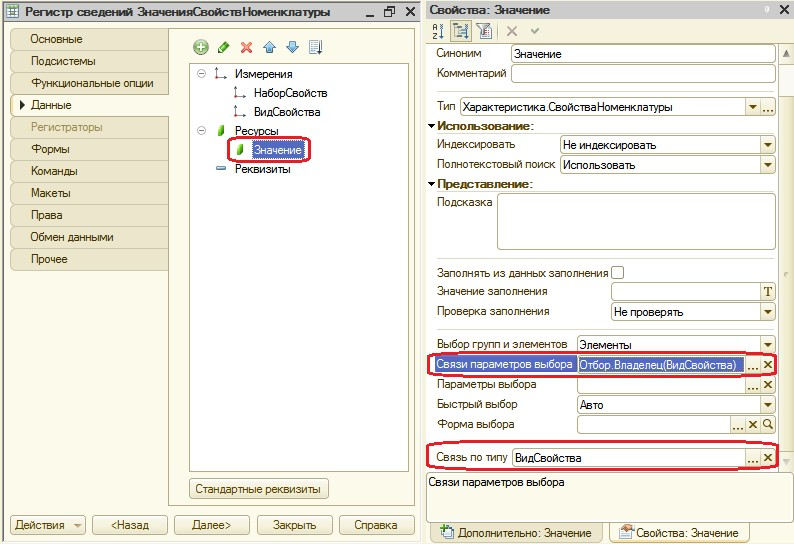 Регистр сведений ЗначенияСвойствНоменклатуры
Основные
Подсистемы
Функциональные опции
Данные
Регистраторы
Формы
Команды
Макеты
Права
Обмен данными
Прочее
Измерения
НаборСвойств
ВидСвойства
Ресурсы
Значение
Реквизиты
Стандартные реквизиты
Действия
<Назад
Далее>
Закрыть
Справка
Свойства: Значение
Синоним Значение
Комментарий
Тип Характеристика.СвойстваНоменклатуры ...
Использование:
Индексировать Не индексировать
Полнотекстовый поиск Использовать
Представление:
Подсказка
Заполнять из данных заполнения
Значение заполнения T
Проверка заполнения Не проверять
Выбор групп и элементов Элементы
Связи параметров выбора Отбор.Владелец(ВидСвойства) ...
Параметры выбора ...
Быстрый выбор Авто
Форма выбора ...
Связь по типу ВидСвойства ...
Связи параметров выбора
Дополнительно: Значение
Свойства: Значение